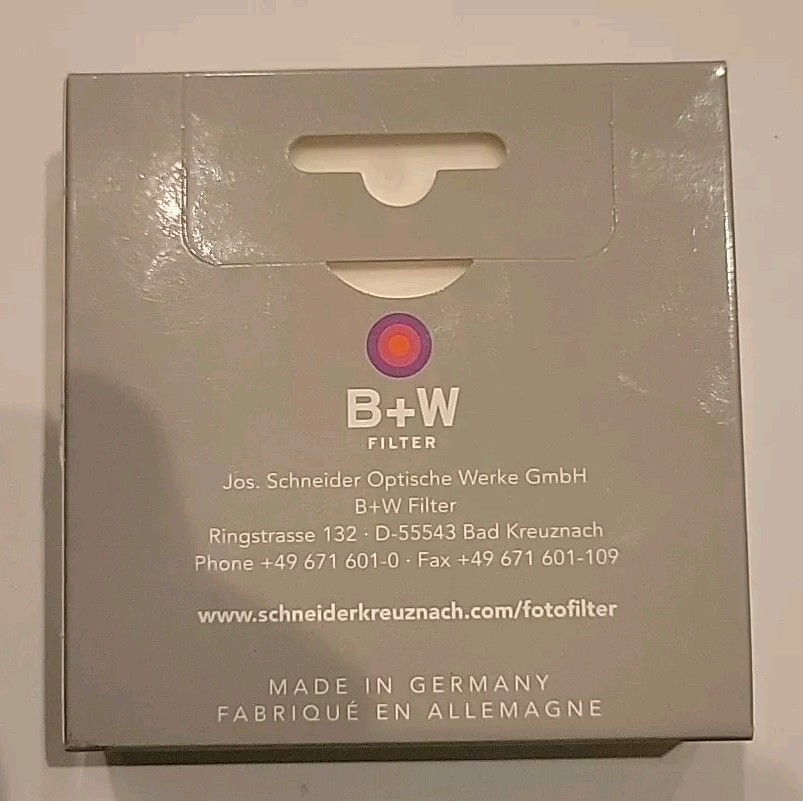 B+W
FILTER
Jos. Schneider Optische Werke GmbH
B+W Filter
Ringstrasse 132 · D-55543 Bad Kreuznach
Phone +49 671 601-0 · Fax +49 671 601-109
www.schneiderkreuznach.com/fotofilter
MADE IN GERMANY
FABRIQUÉ EN ALLEMAGNE